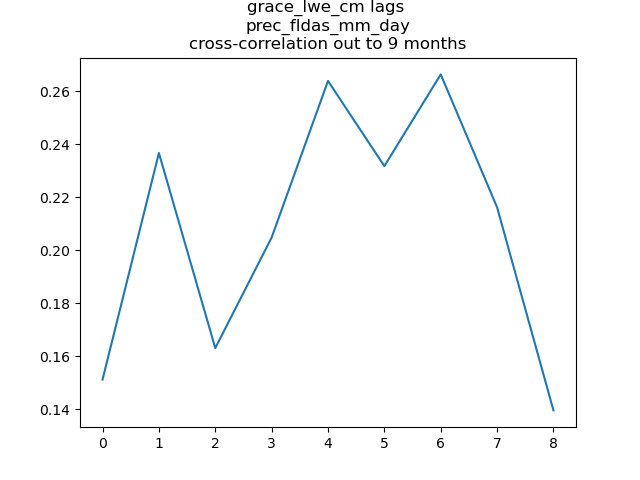 grace_lwe_cm lags
prec_fldas_mm_day
cross-correlation out to 9 months
0.26
0.24
0.22
0.20
0.18
0.16
0.14
0 1 2 3 4 5 6 7 8